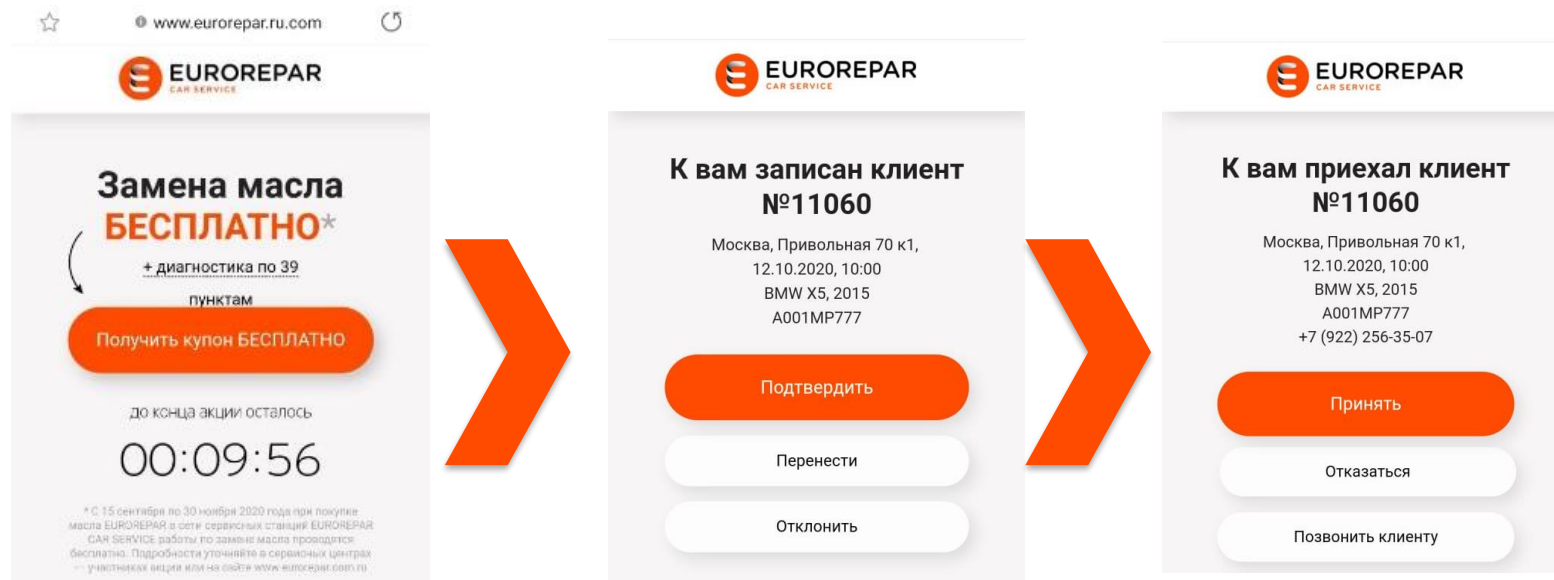 www.eurorepar.ru.com
EUROREPAR
CAR SERVICE
Замена масла
БЕСПЛАТНО*
+ диагностика по 39
пунктам
Получить купон БЕСПЛАТНО
до конца акции осталось
00:09:56
* С 15 сентября по 30 ноября 2020 года при покупке
масла EUROREPAR в сети сервисных станций EUROREPAR
CAR SERVICE работы по замене масла проводятся
бесплатно. Подробности уточняйте в сервисных центрах
— участниках акции или на сайте www.eurorepar.com.ru
EUROREPAR
CAR SERVICE
К вам записан клиент
№11060
Москва, Привольная 70 к1,
12.10.2020, 10:00
BMW X5, 2015
А001МР777
Подтвердить
Перенести
Отклонить
EUROREPAR
CAR SERVICE
К вам приехал клиент
№11060
Москва, Привольная 70 к1,
12.10.2020, 10:00
BMW X5, 2015
А001МР777
+7 (922) 256-35-07
Принять
Отказаться
Позвонить клиенту